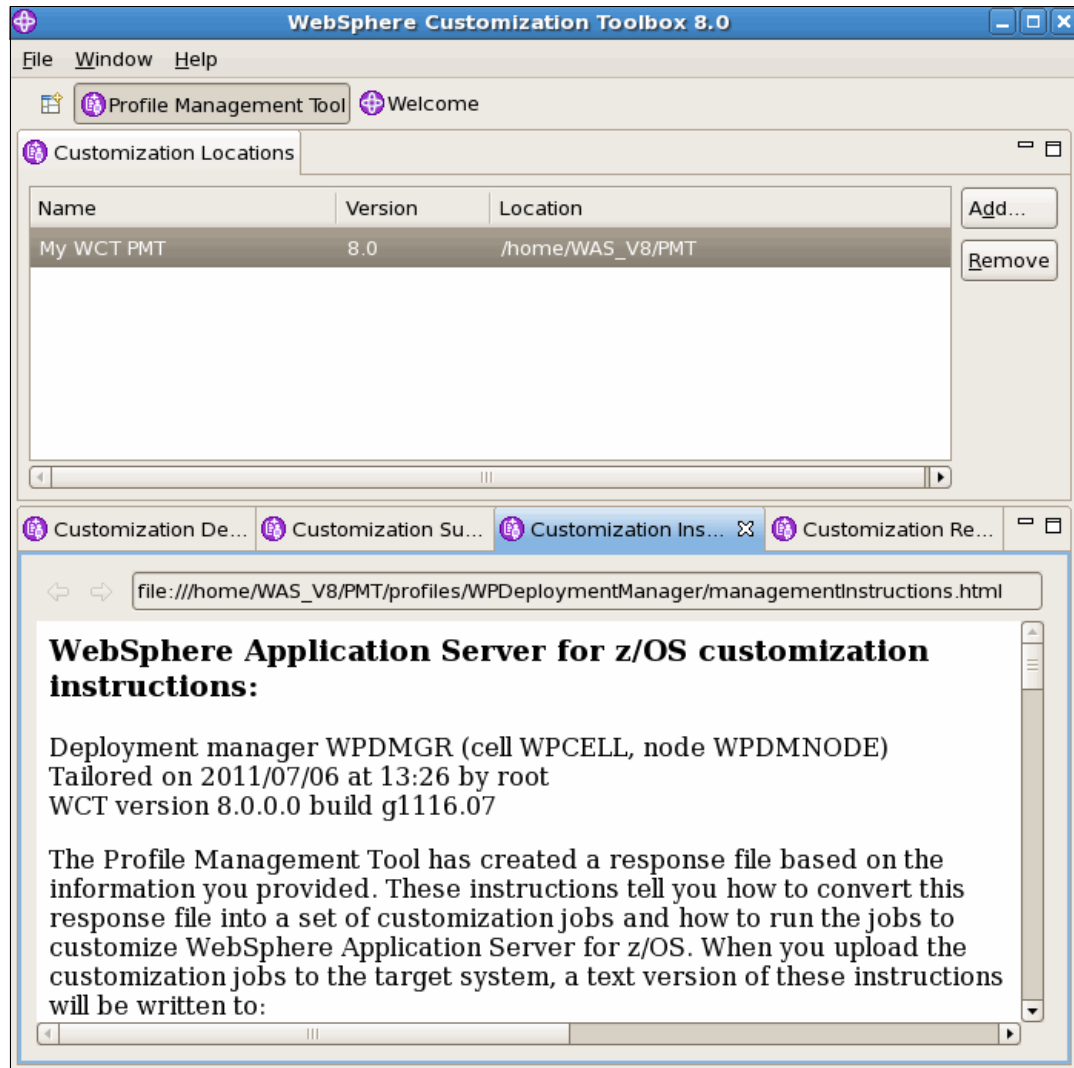 WebSphere Customization Toolbox 8.0
File Window Help
Profile Management Tool Welcome
Customization Locations
Name Version Location
Add...
My WCT PMT 8.0 /home/WAS_V8/PMT
Remove
Customization De... Customization Su... Customization Ins... Customization Re...
file:///home/WAS_V8/PMT/profiles/WPDeploymentManager/managementInstructions.html
WebSphere Application Server for z/OS customization
instructions:
Deployment manager WPDMGR (cell WPCELL, node WPDMNODE)
Tailored on 2011/07/06 at 13:26 by root
WCT version 8.0.0.0 build g1116.07
The Profile Management Tool has created a response file based on the
information you provided. These instructions tell you how to convert this
response file into a set of customization jobs and how to run the jobs to
customize WebSphere Application Server for z/OS. When you upload the
customization jobs to the target system, a text version of these instructions
will be written to: